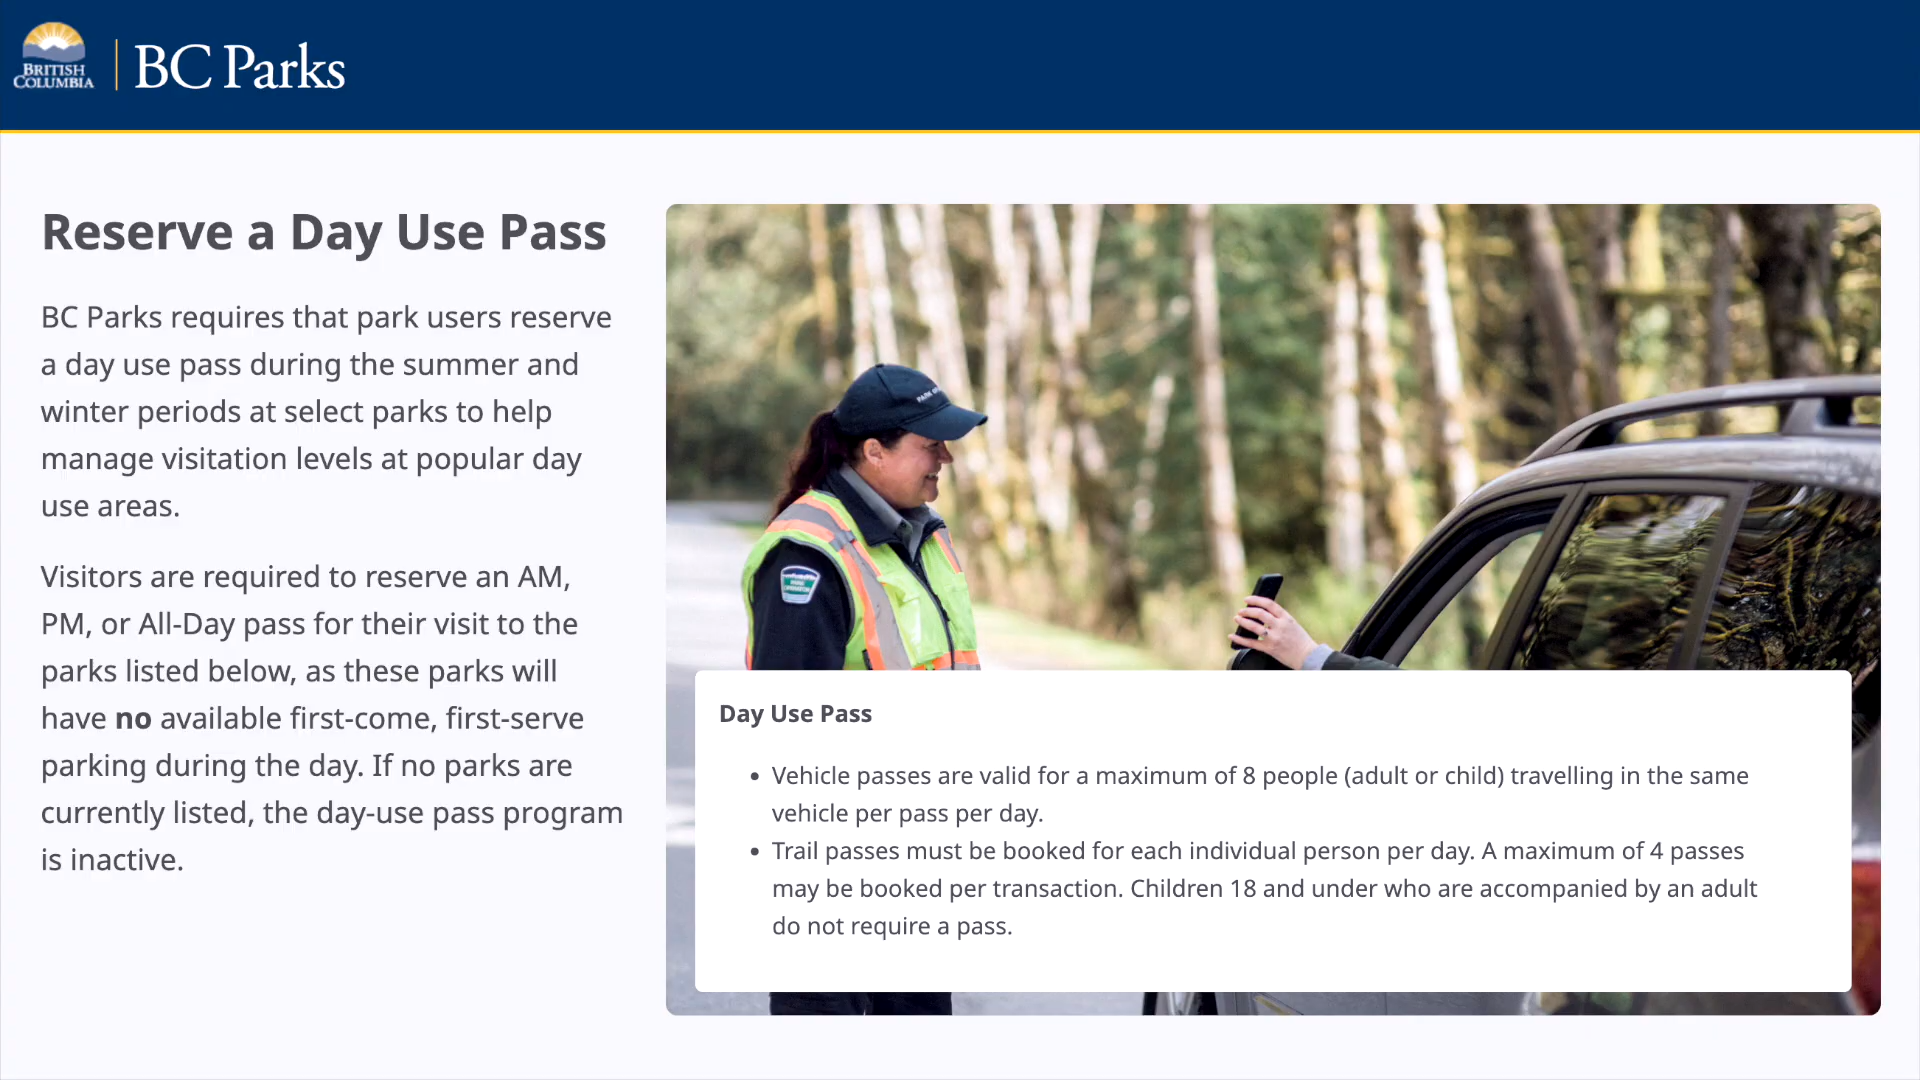 BRITISH
COLUMBIA
BC Parks
Reserve a Day Use Pass
BC Parks requires that park users reserve
a day use pass during the summer and
winter periods at select parks to help
manage visitation levels at popular day
use areas.
Visitors are required to reserve an AM,
PM, or All-Day pass for their visit to the
parks listed below, as these parks will
have no available first-come, first-serve
parking during the day. If no parks are
currently listed, the day-use pass program
is inactive.
Day Use Pass
• Vehicle passes are valid for a maximum of 8 people (adult or child) travelling in the same
vehicle per pass per day.
• Trail passes must be booked for each individual person per day. A maximum of 4 passes
may be booked per transaction. Children 18 and under who are accompanied by an adult
do not require a pass.